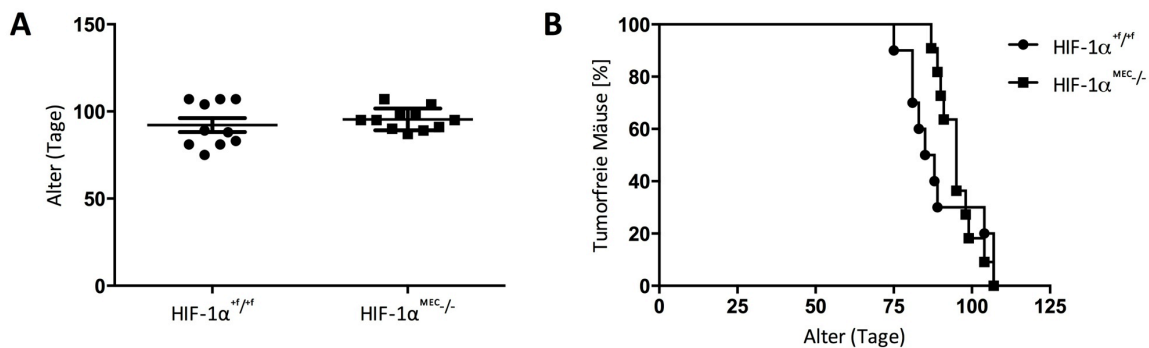 A
Alter (Tage)
150
100
50
0
HIF-1α+f/+f
HIF-1αMEC-/-
B
Tumorfreie Mäuse [%]
100
80
60
40
20
0
0 25 50 75 100 125
Alter (Tage)
HIF-1α+f/+f
HIF-1αMEC-/-